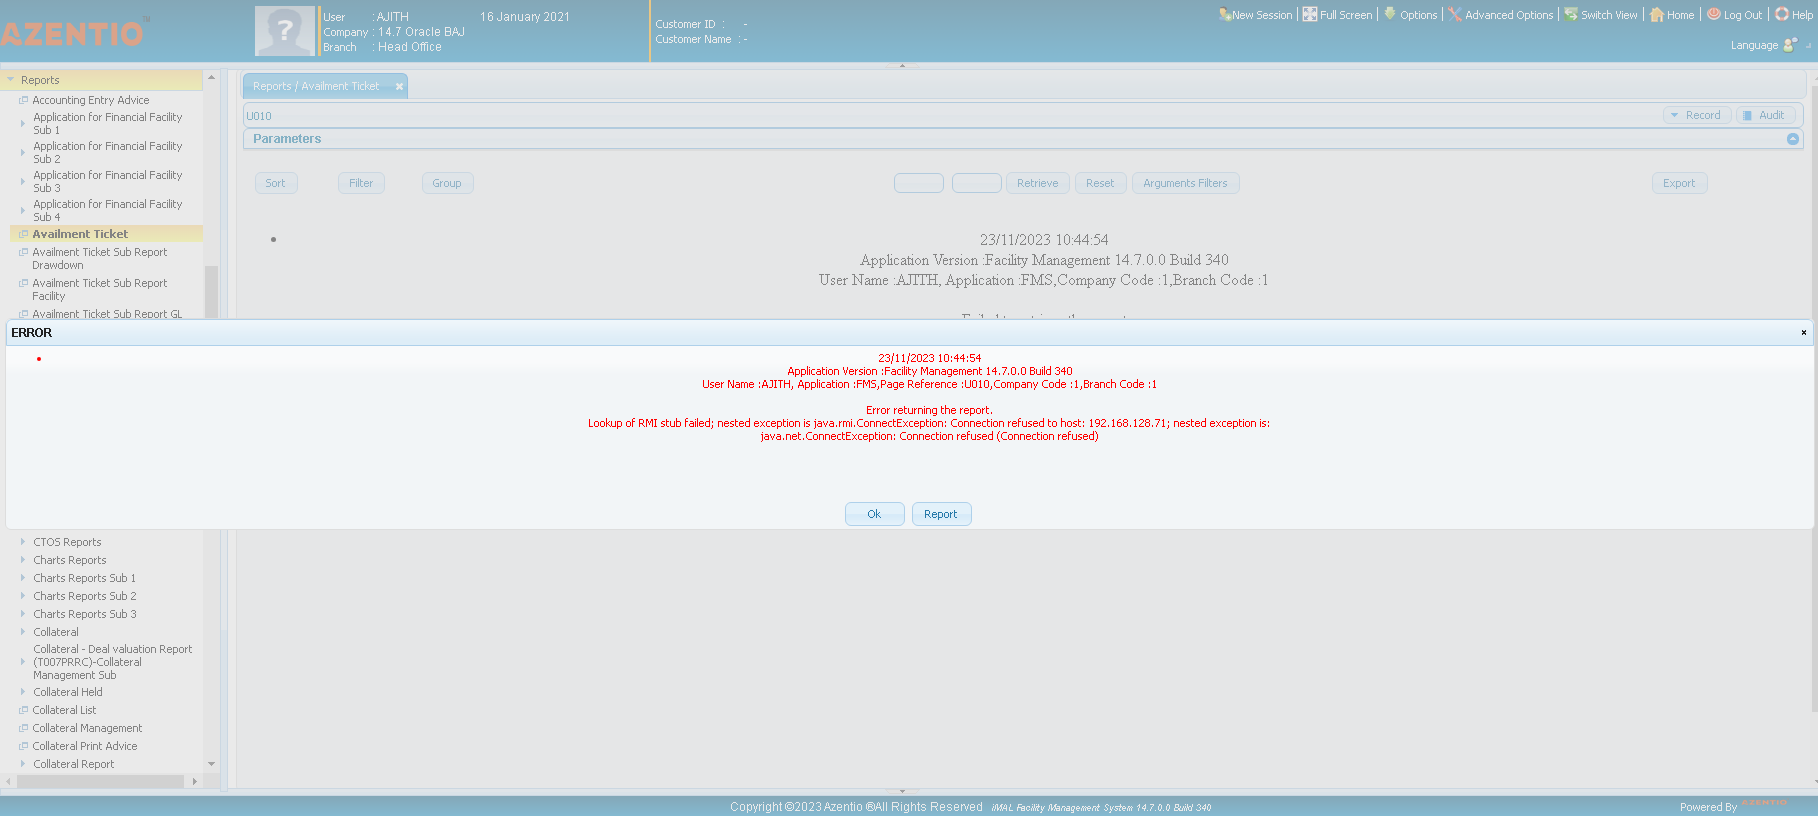 AZENTIO™
User : AJITH 16 January 2021
Company : 14.7 Oracle BAJ
Branch : Head Office
Customer ID : -
Customer Name : -
New Session Full Screen Options Advanced Options Switch View Home Log Out Help
Language
Reports
Accounting Entry Advice
Application for Financial Facility
Sub 1
Application for Financial Facility
Sub 2
Application for Financial Facility
Sub 3
Application for Financial Facility
Sub 4
Availment Ticket
Availment Ticket Sub Report
Drawdown
Availment Ticket Sub Report
Facility
Availment Ticket Sub Report GL
Reports / Availment Ticket
U010
Record Audit
Parameters
Sort Filter Group Retrieve Reset Arguments Filters Export
23/11/2023 10:44:54
Application Version :Facility Management 14.7.0.0 Build 340
User Name :AJITH, Application :FMS,Company Code :1,Branch Code :1
ERROR
23/11/2023 10:44:54
Application Version :Facility Management 14.7.0.0 Build 340
User Name :AJITH, Application :FMS,Page Reference :U010,Company Code :1,Branch Code :1
Error returning the report.
Lookup of RMI stub failed; nested exception is java.rmi.ConnectException: Connection refused to host: 192.168.128.71; nested exception is:
java.net.ConnectException: Connection refused (Connection refused)
Ok Report
CTOS Reports
Charts Reports
Charts Reports Sub 1
Charts Reports Sub 2
Charts Reports Sub 3
Collateral
Collateral - Deal valuation Report
(T007PRRC)-Collateral
Management Sub
Collateral Held
Collateral List
Collateral Management
Collateral Print Advice
Collateral Report
Copyright ©2023 Azentio ®All Rights Reserved iMAL Facility Management System 14.7.0.0 Build 340
Powered By AZENTIO